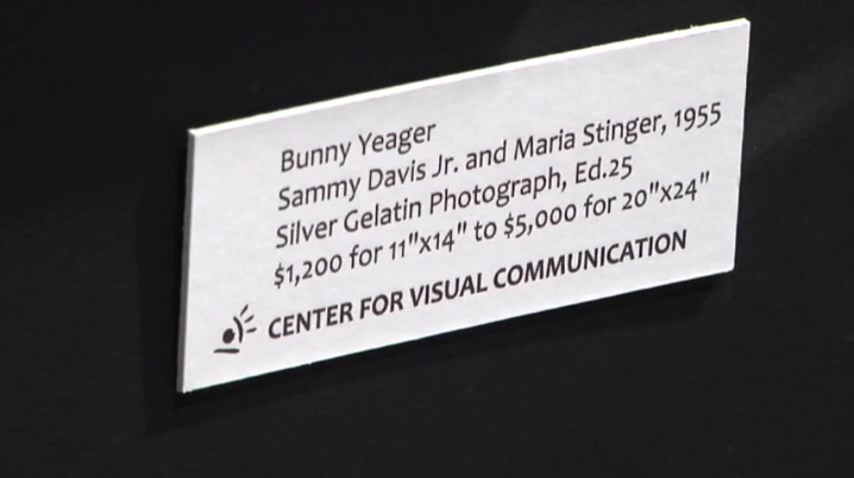 Bunny Yeager
Sammy Davis Jr. and Maria Stinger, 1955
Silver Gelatin Photograph, Ed.25
$1,200 for 11"x14" to $5,000 for 20"x24"
CENTER FOR VISUAL COMMUNICATION